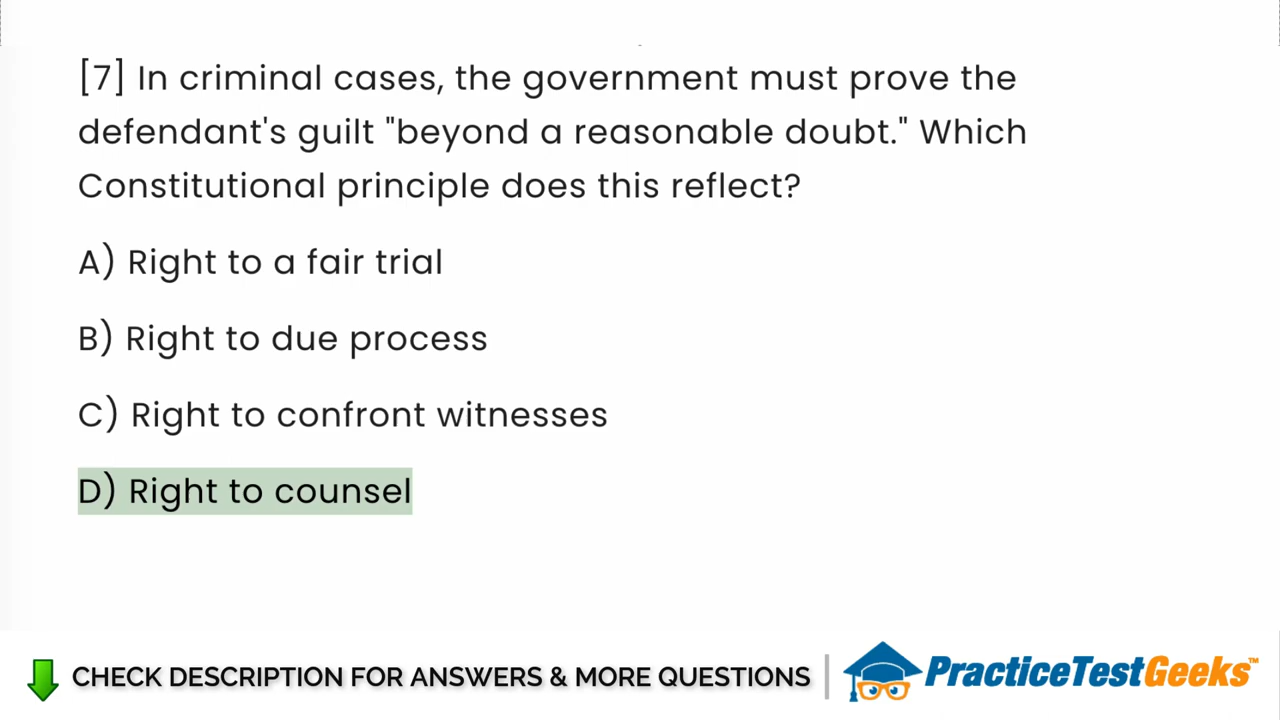 [7] In criminal cases, the government must prove the
defendant's guilt "beyond a reasonable doubt." Which
Constitutional principle does this reflect?
A) Right to a fair trial
B) Right to due process
C) Right to confront witnesses
D) Right to counsel
CHECK DESCRIPTION FOR ANSWERS & MORE QUESTIONS
PracticeTestGeeks™